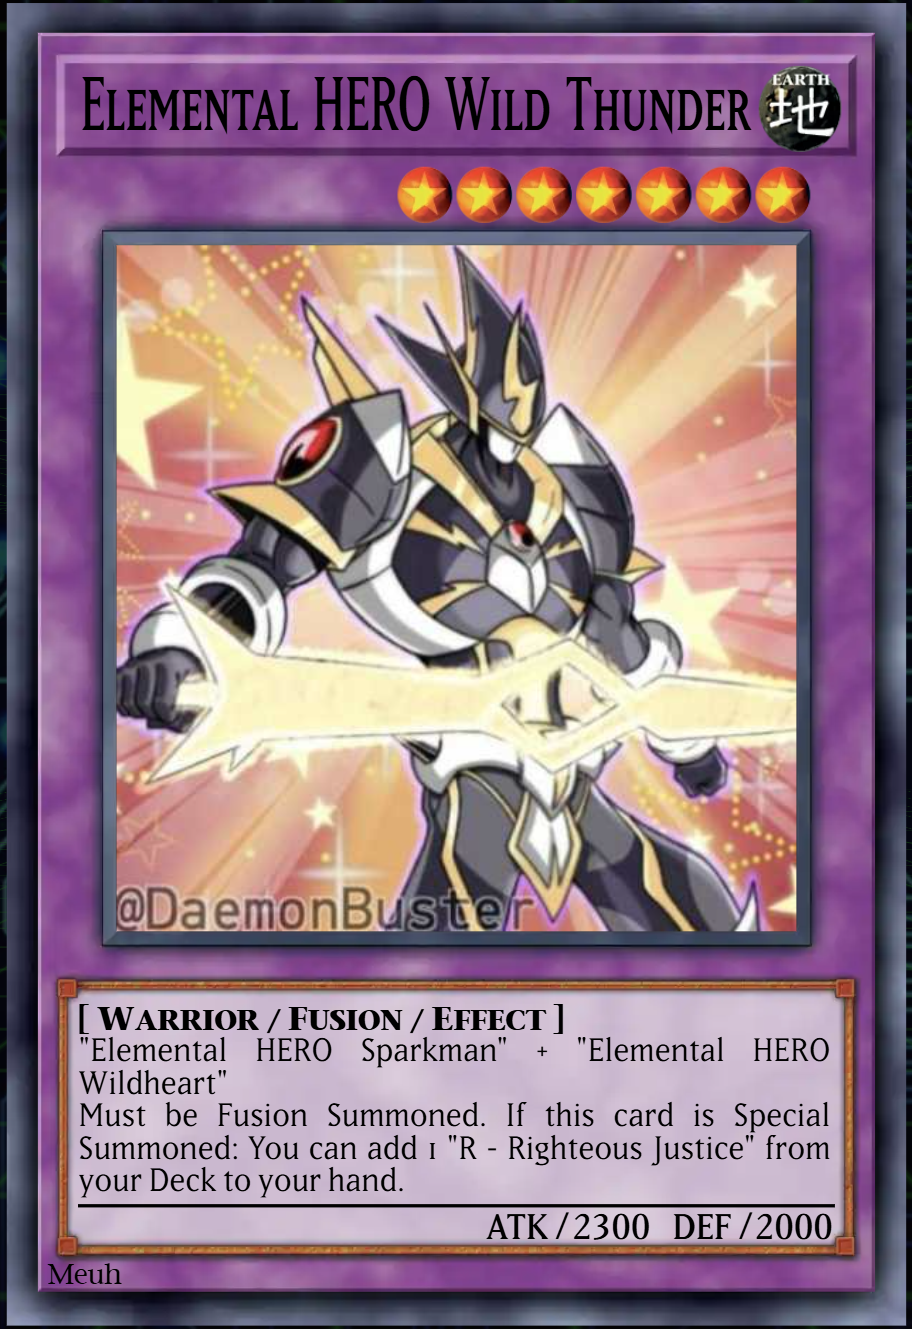 ELEMENTAL HERO WILD THUNDER
EARTH
地
@DaemonBuster
[ WARRIOR / FUSION / EFFECT ]
"Elemental HERO Sparkman" + "Elemental HERO
Wildheart"
Must be Fusion Summoned. If this card is Special
Summoned: You can add 1 "R - Righteous Justice" from
your Deck to your hand.
ATK/2300 DEF/2000
Meuh